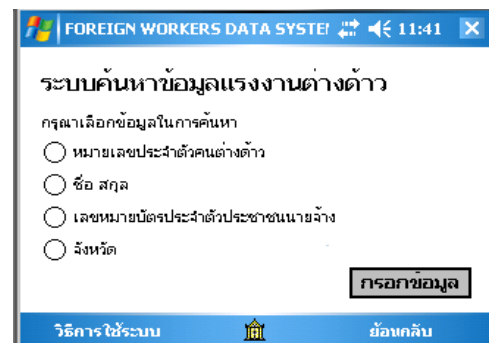 FOREIGN WORKERS DATA SYSTEM 11:41
ระบบค้นหาข้อมูลแรงงานต่างด้าว
กรุณาเลือกข้อมูลในการค้นหา
หมายเลขประจำตัวคนต่างด้าว
ชื่อ สกุล
เลขหมายบัตรประจำตัวประชาชนนายจ้าง
จังหวัด
กรอกข้อมูล
วิธีการใช้ระบบ ย้อนกลับ